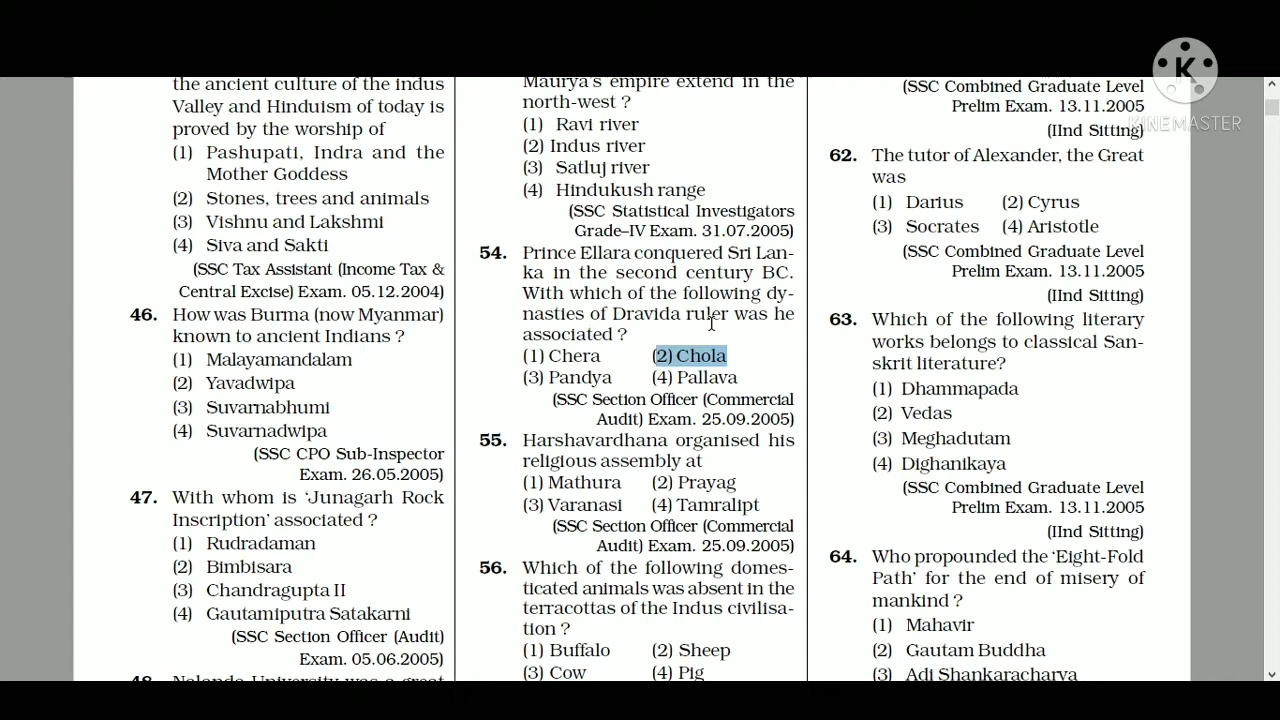 the ancient culture of the indus
Valley and Hinduism of today is
proved by the worship of
(1) Pashupati, Indra and the
Mother Goddess
(2) Stones, trees and animals
(3) Vishnu and Lakshmi
(4) Siva and Sakti
(SSC Tax Assistant (Income Tax &
Central Excise) Exam. 05.12.2004)
46. How was Burma (now Myanmar)
known to ancient Indians ?
(1) Malayamandalam
(2) Yavadwipa
(3) Suvarnabhumi
(4) Suvarnadwipa
(SSC CPO Sub-Inspector
Exam. 26.05.2005)
47. With whom is ‘Junagarh Rock
Inscription’ associated ?
(1) Rudradaman
(2) Bimbisara
(3) Chandragupta II
(4) Gautamiputra Satakarni
(SSC Section Officer (Audit)
Exam. 05.06.2005)
48. Nalanda University was a great
Maurya’s empire extend in the
north-west ?
(1) Ravi river
(2) Indus river
(3) Satluj river
(4) Hindukush range
(SSC Statistical Investigators
Grade–IV Exam. 31.07.2005)
54. Prince Ellara conquered Sri Lan-
ka in the second century BC.
With which of the following dy-
nasties of Dravida ruler was he
associated ?
(1) Chera (2) Chola
(3) Pandya (4) Pallava
(SSC Section Officer (Commercial
Audit) Exam. 25.09.2005)
55. Harshavardhana organised his
religious assembly at
(1) Mathura (2) Prayag
(3) Varanasi (4) Tamralipt
(SSC Section Officer (Commercial
Audit) Exam. 25.09.2005)
56. Which of the following domes-
ticated animals was absent in the
terracottas of the Indus civilisa-
tion ?
(1) Buffalo (2) Sheep
(3) Cow (4) Pig
(SSC Combined Graduate Level
Prelim Exam. 13.11.2005
(IInd Sitting)
62. The tutor of Alexander, the Great
was
(1) Darius (2) Cyrus
(3) Socrates (4) Aristotle
(SSC Combined Graduate Level
Prelim Exam. 13.11.2005
(IInd Sitting)
63. Which of the following literary
works belongs to classical San-
skrit literature?
(1) Dhammapada
(2) Vedas
(3) Meghadutam
(4) Dighanikaya
(SSC Combined Graduate Level
Prelim Exam. 13.11.2005
(IInd Sitting)
64. Who propounded the ‘Eight-Fold
Path’ for the end of misery of
mankind ?
(1) Mahavir
(2) Gautam Buddha
(3) Adi Shankaracharya
K
KINEMASTER